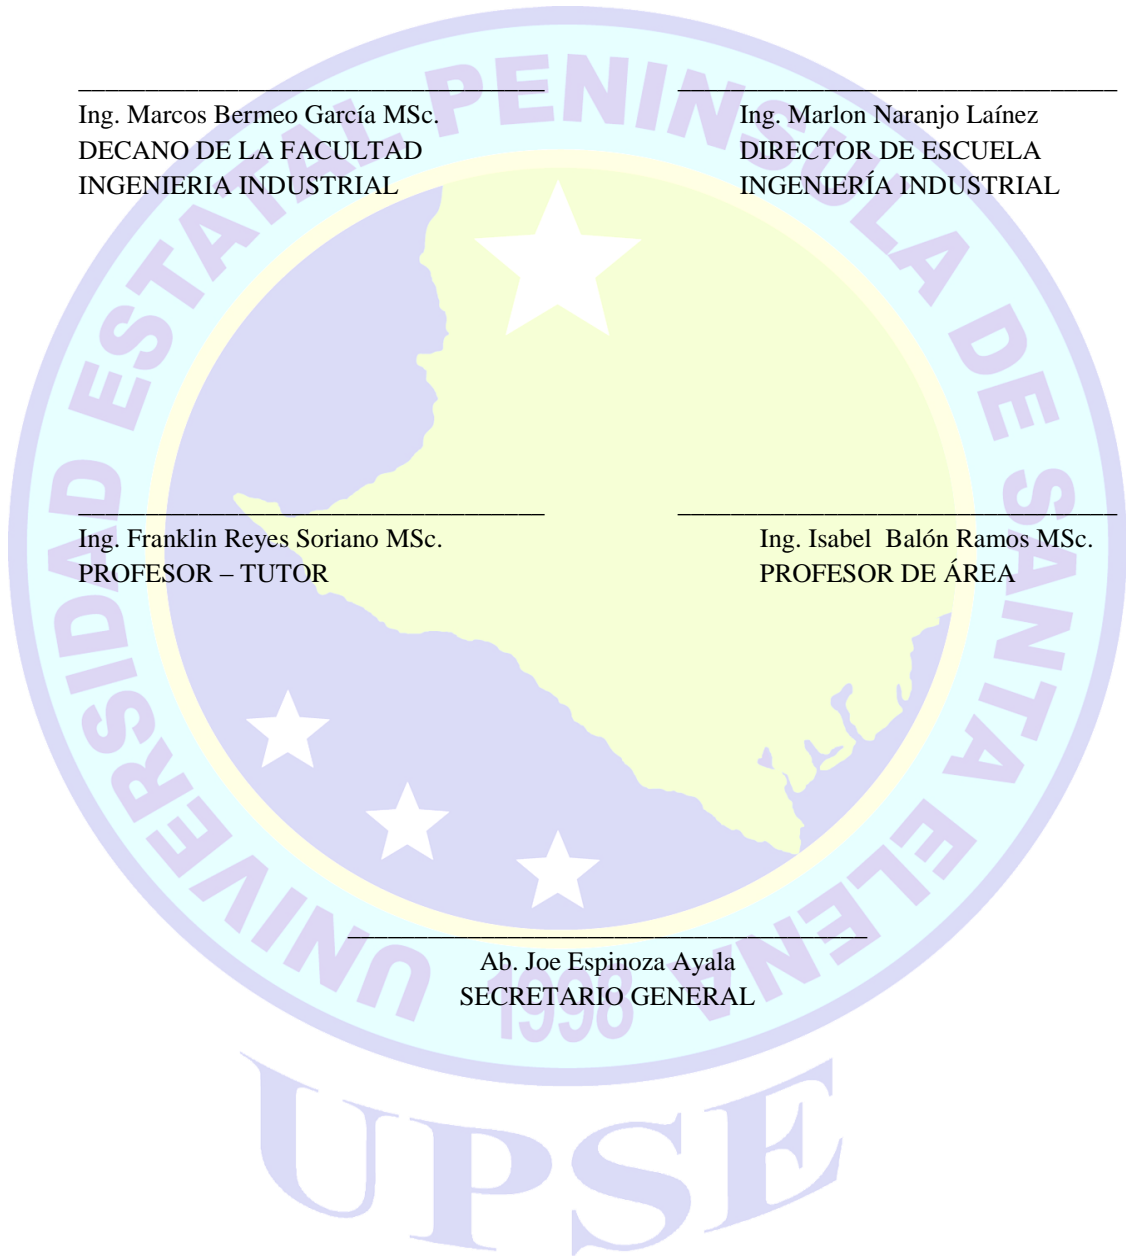 Ing. Marcos Bermeo García MSc.
DECANO DE LA FACULTAD
INGENIERIA INDUSTRIAL
Ing. Marlon Naranjo Laínez
DIRECTOR DE ESCUELA
INGENIERÍA INDUSTRIAL
Ing. Franklin Reyes Soriano MSc.
PROFESOR – TUTOR
Ing. Isabel Balón Ramos MSc.
PROFESOR DE ÁREA
Ab. Joe Espinoza Ayala
SECRETARIO GENERAL
UNIVERSIDAD ESTATAL PENINSULA DE SANTA ELENA
1998
UPSE